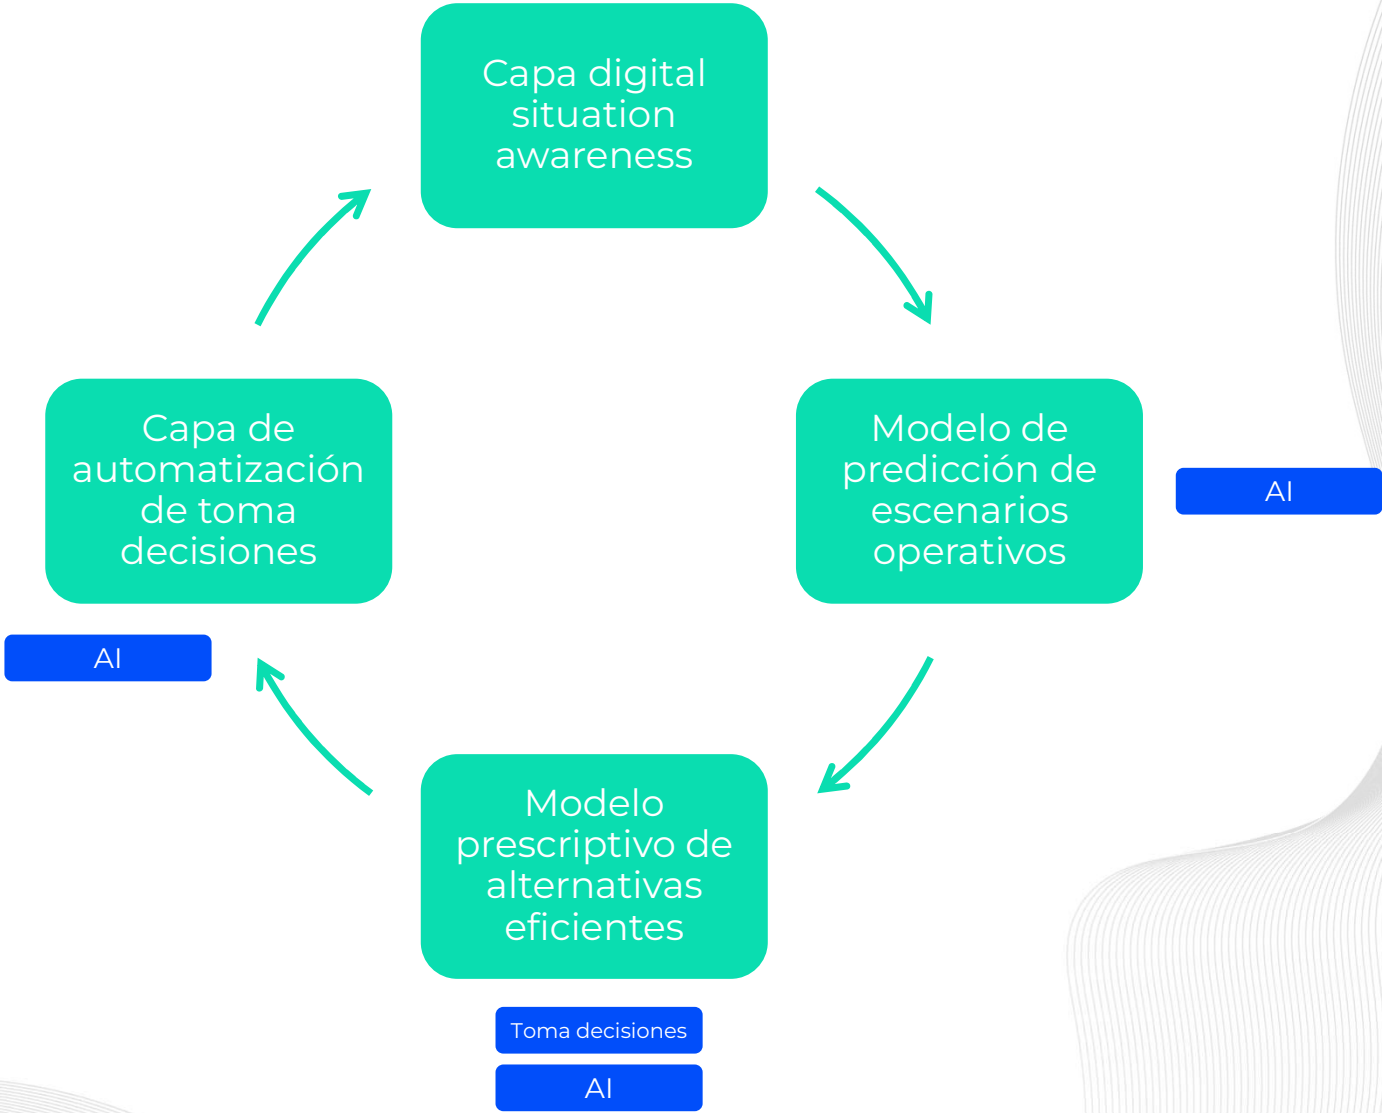 Capa digital
situation
awareness
Capa de
automatización
de toma
decisiones
Modelo de
predicción de
escenarios
operativos
AI
AI
Modelo
prescriptivo de
alternativas
eficientes
Toma decisiones
AI